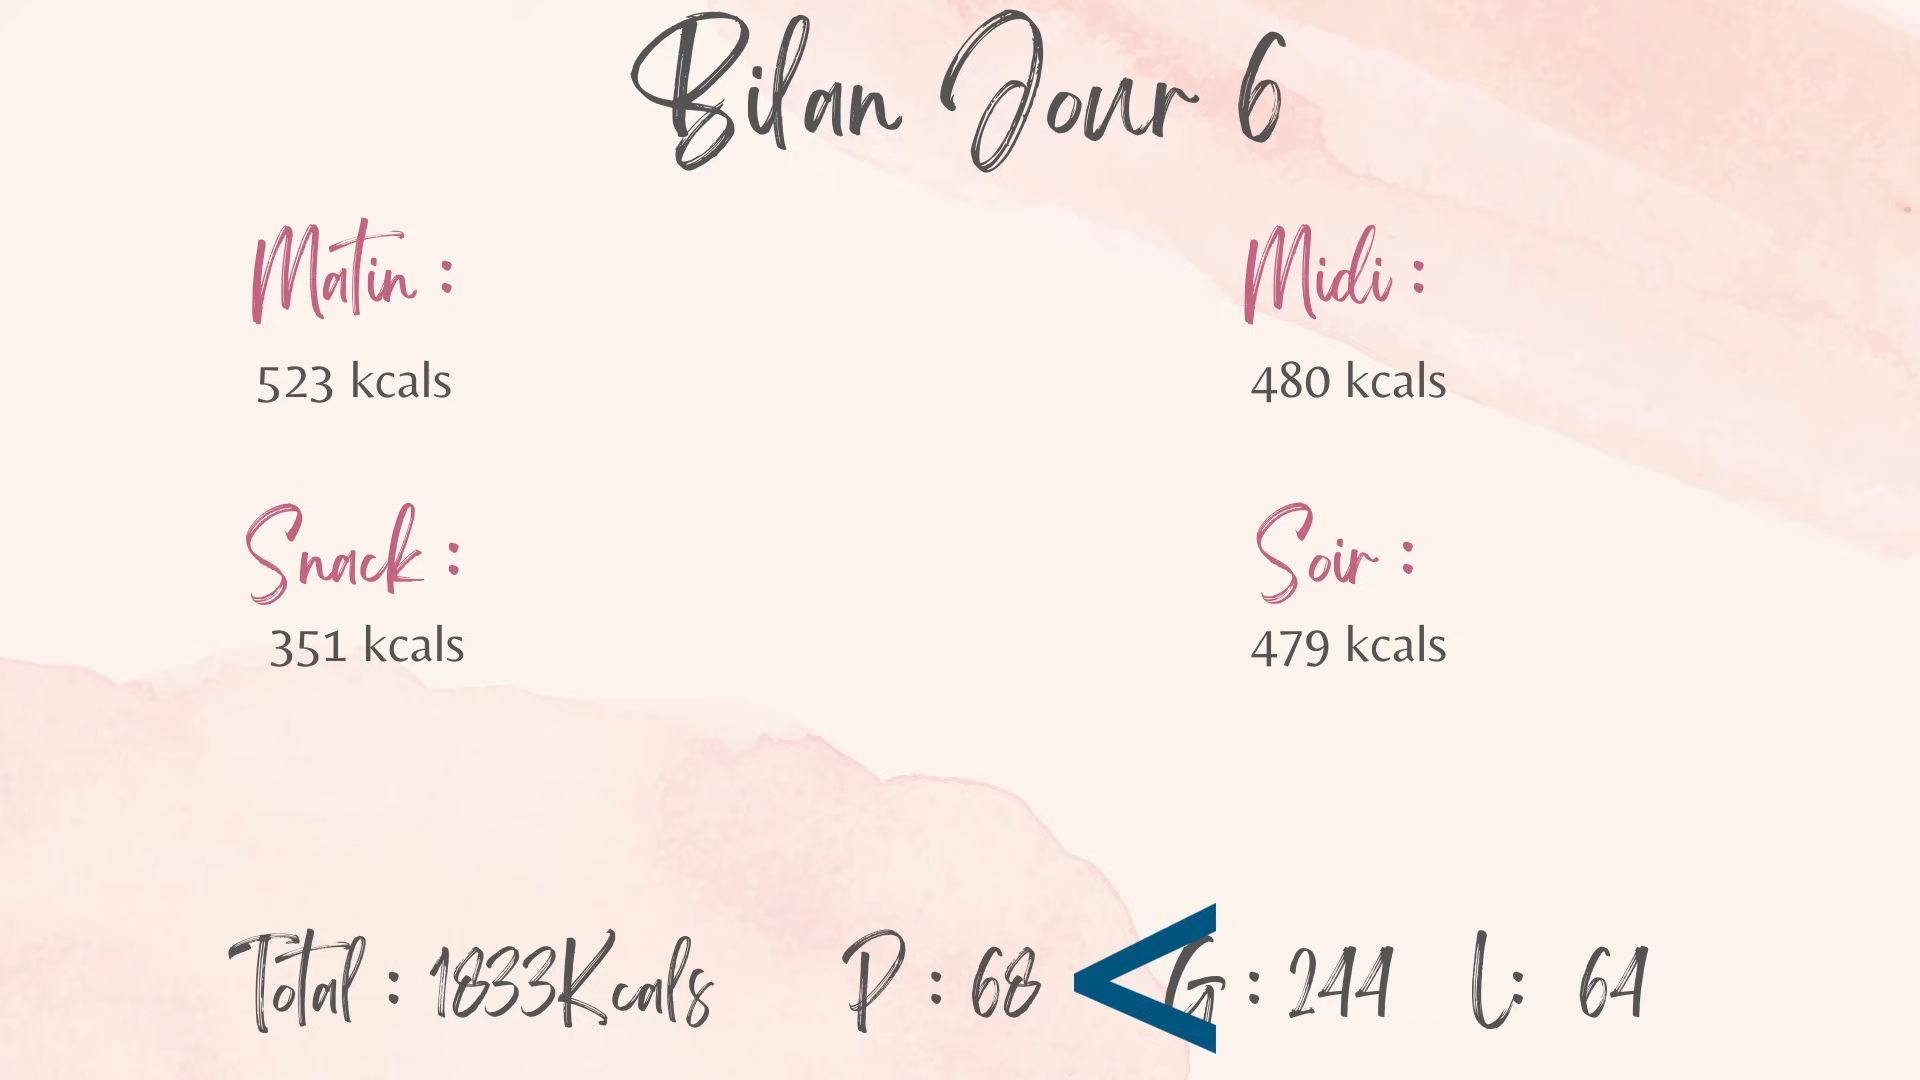 Bilan Jour 6
Matin :
523 kcals
Midi :
480 kcals
Snack :
351 kcals
Soir :
479 kcals
Total : 1833Kcals P : 68 < G : 244 L : 64